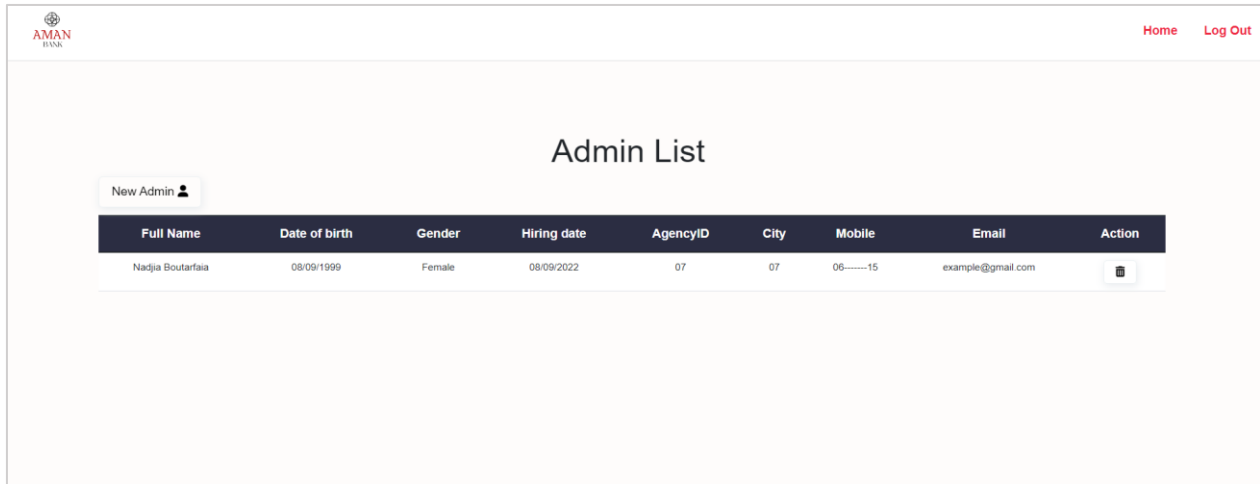 AMAN
BANK
Home Log Out
Admin List
New Admin
Full Name Date of birth Gender Hiring date AgencyID City Mobile Email Action
Nadjia Boutarfaia 08/09/1999 Female 08/09/2022 07 07 06-------15 example@gmail.com